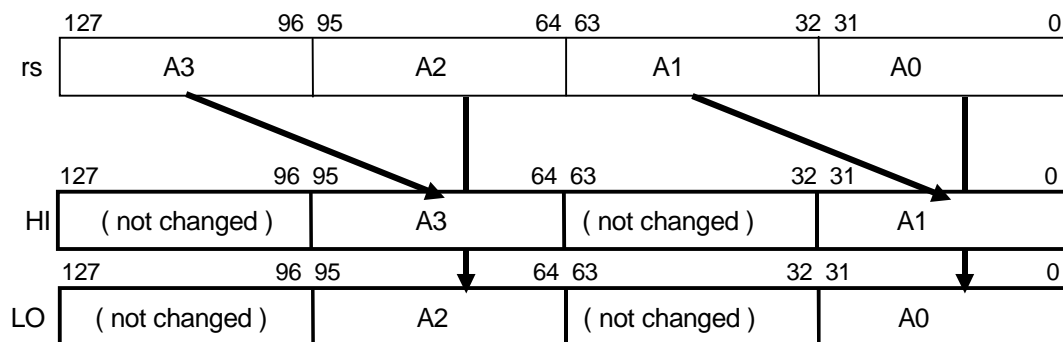 127 96 95 64 63 32 31 0
rs A3 A2 A1 A0
127 96 95 64 63 32 31 0
HI ( not changed ) A3 ( not changed ) A1
127 96 95 64 63 32 31 0
LO ( not changed ) A2 ( not changed ) A0